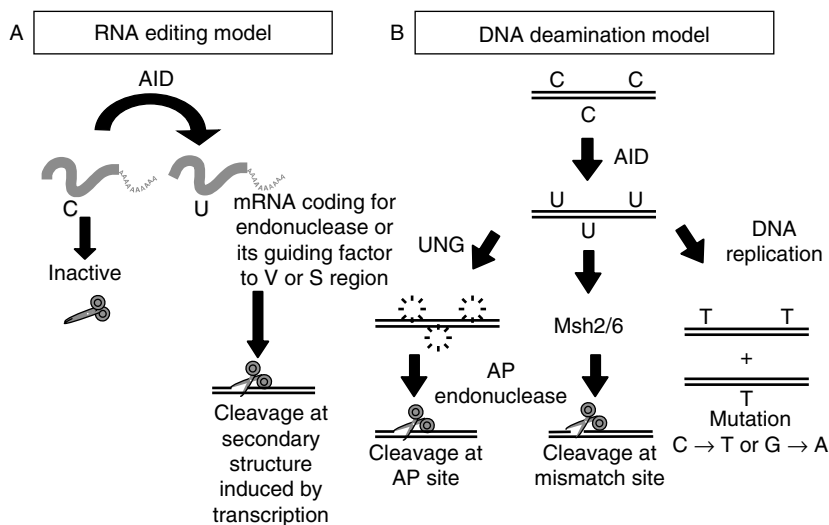 A
RNA editing model
AID
AAAAAAAA
AAAAAAAA
C
U
Inactive
mRNA coding for
endonuclease or
its guiding factor
to V or S region
Cleavage at
secondary
structure
induced by
transcription
B
DNA deamination model
C C
C
AID
U U
U
UNG
DNA
replication
Msh2/6
AP
endonuclease
Cleavage at
AP site
Cleavage at
mismatch site
T T
+
T
Mutation
C → T or G → A